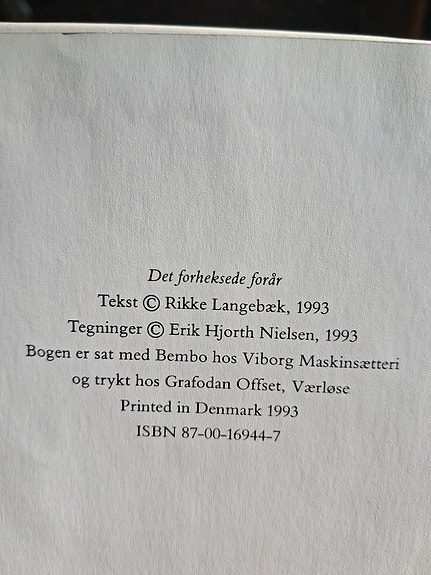 Det forheksede forår
Tekst © Rikke Langebæk, 1993
Tegninger © Erik Hjorth Nielsen, 1993
Bogen er sat med Bembo hos Viborg Maskinsætteri
og trykt hos Grafodan Offset, Værløse
Printed in Denmark 1993
ISBN 87-00-16944-7